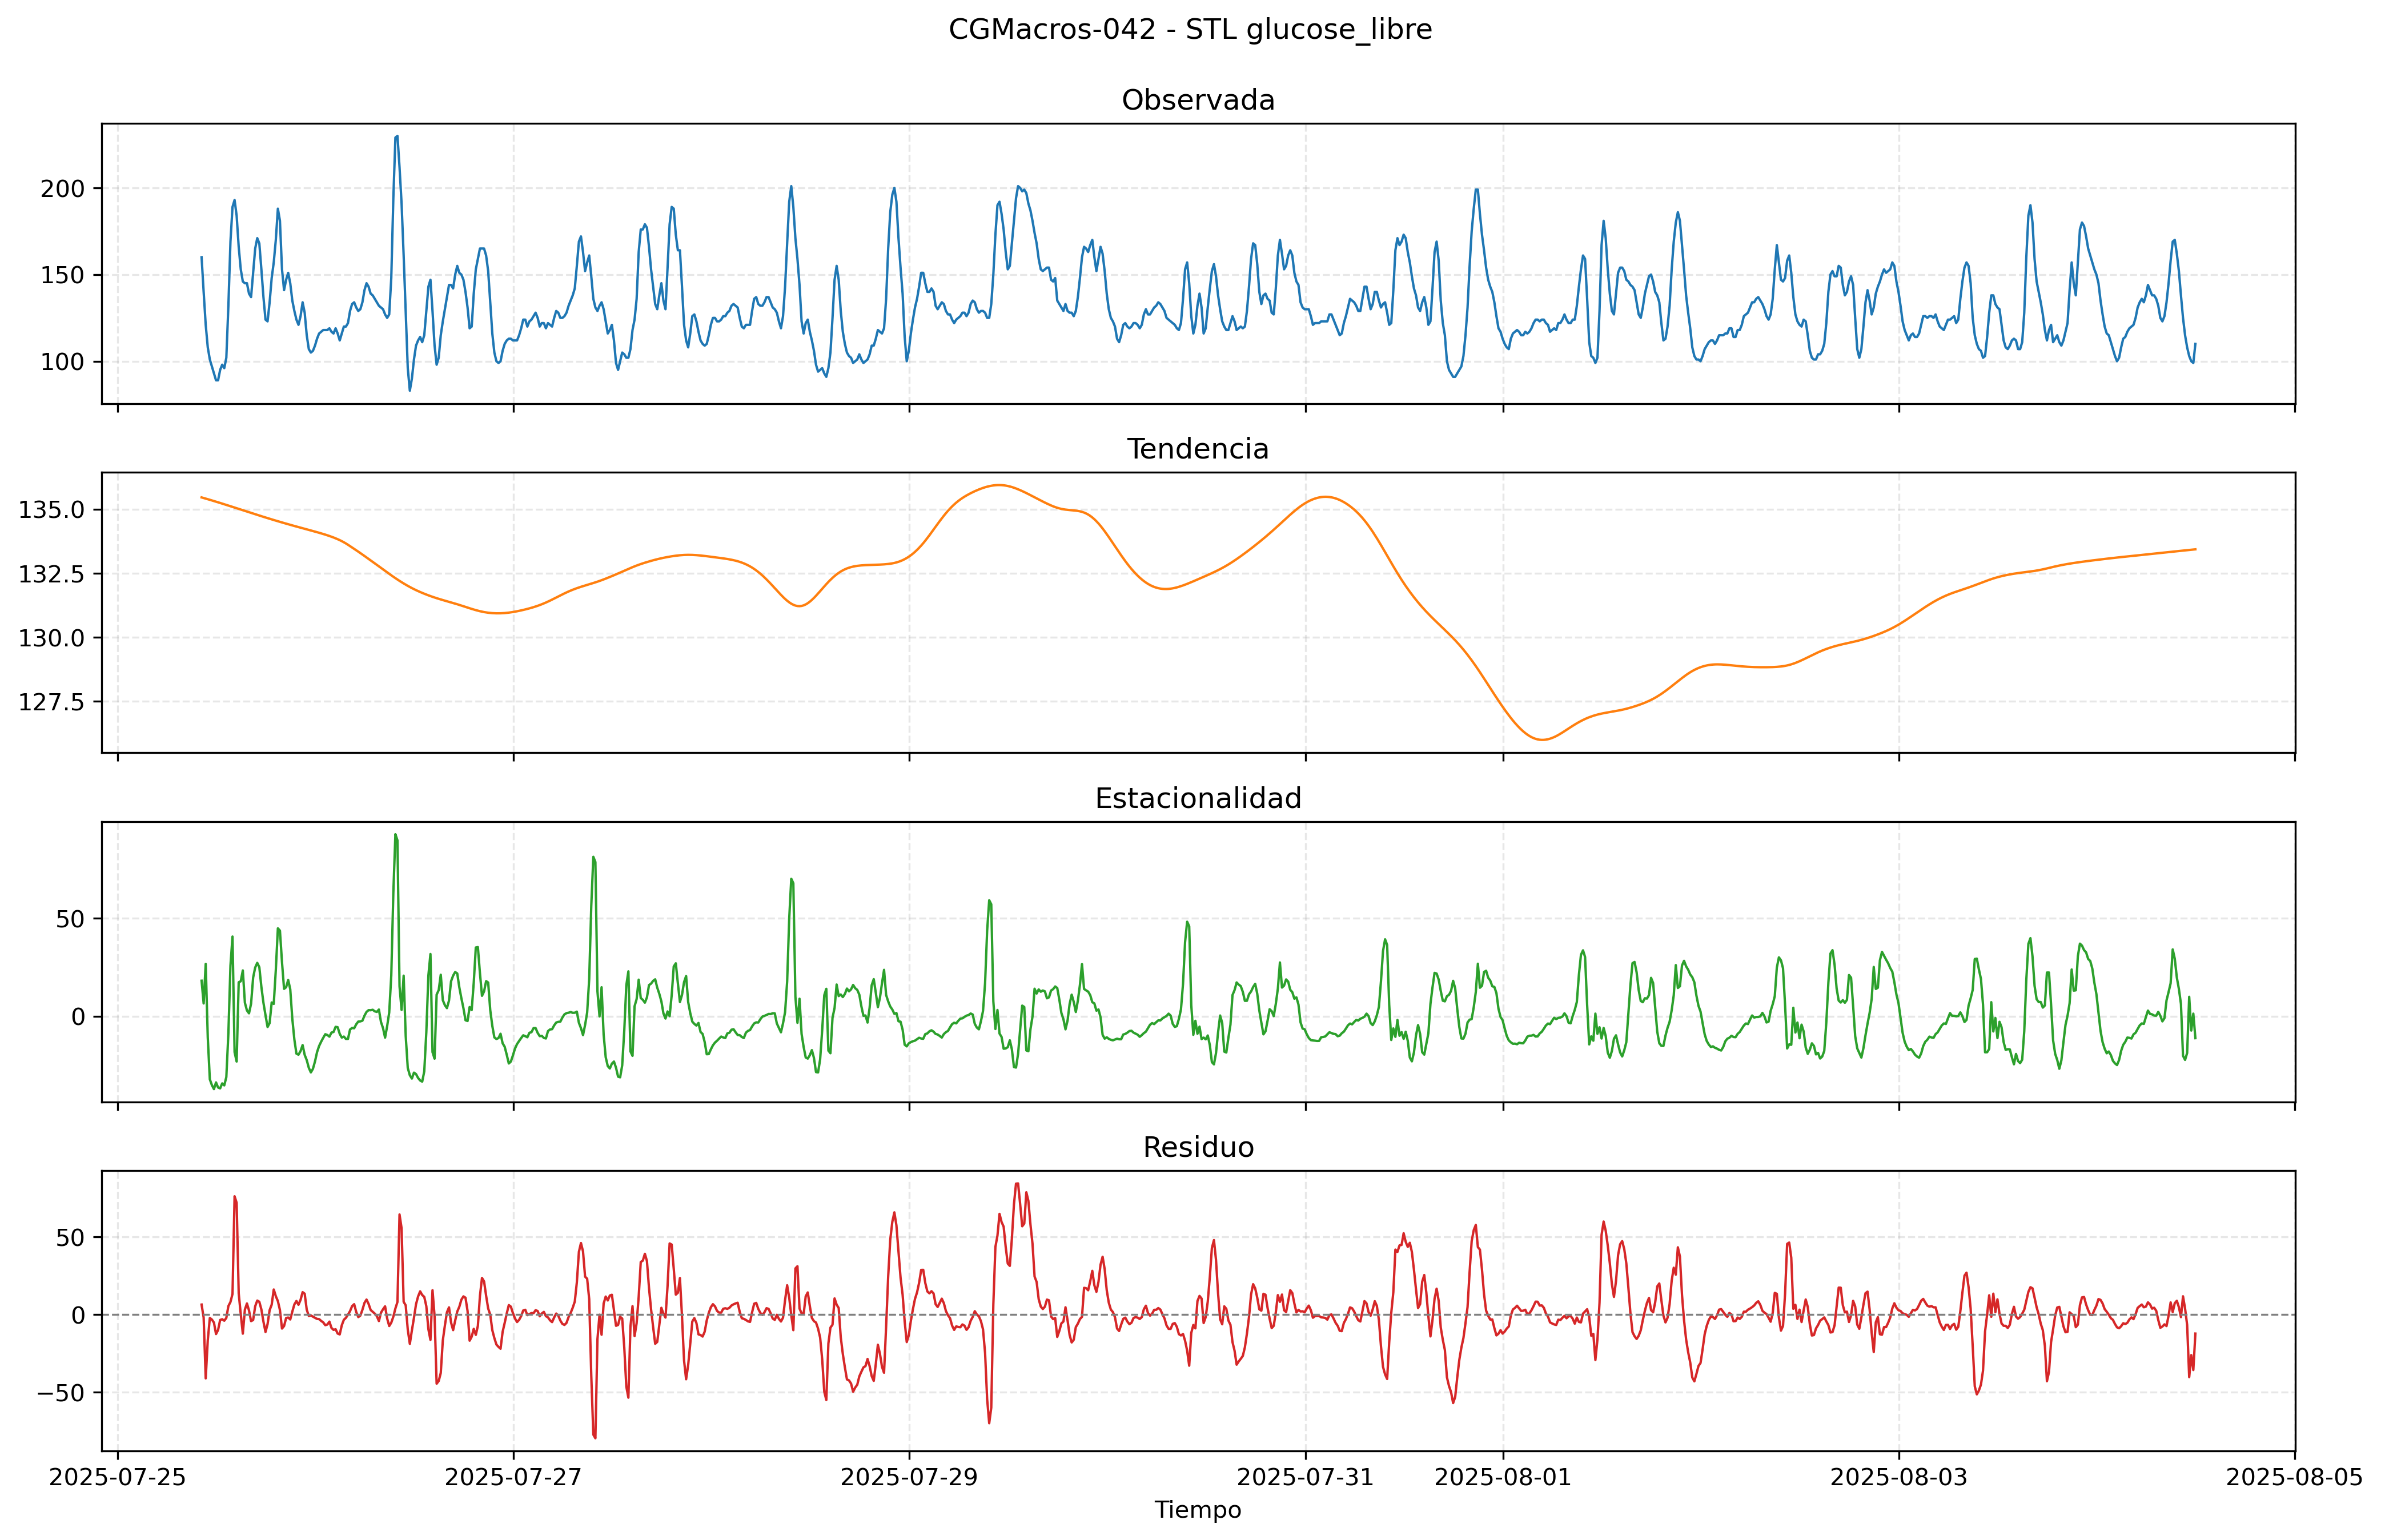 CGMacros-042 - STL glucose_libre
Observada
200
150
100
Tendencia
135.0
132.5
130.0
127.5
Estacionalidad
50
0
Residuo
50
0
−50
2025-07-25 2025-07-27 2025-07-29 2025-07-31 2025-08-01 2025-08-03 2025-08-05
Tiempo